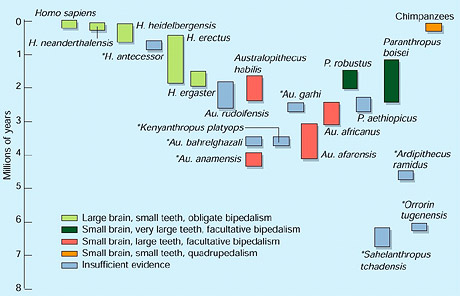 Homo sapiens
H. neanderthalensis
*H. antecessor
H. heidelbergensis
H. erectus
H. ergaster
Au. rudolfensis
Australopithecus
habilis
*Au. garhi
P. robustus
Chimpanzees
Paranthropus
boisei
P. aethiopicus
Au. africanus
*Kenyanthropus platyops
*Au. bahrelghazali
*Au. anamensis
Au. afarensis
*Ardipithecus
ramidus
*Orrorin
tugenensis
*Sahelanthropus
tchadensis
Millions of years
0
1
2
3
4
5
6
7
8
Large brain, small teeth, obligate bipedalism
Small brain, very large teeth, facultative bipedalism
Small brain, large teeth, facultative bipedalism
Small brain, small teeth, quadrupedalism
Insufficient evidence